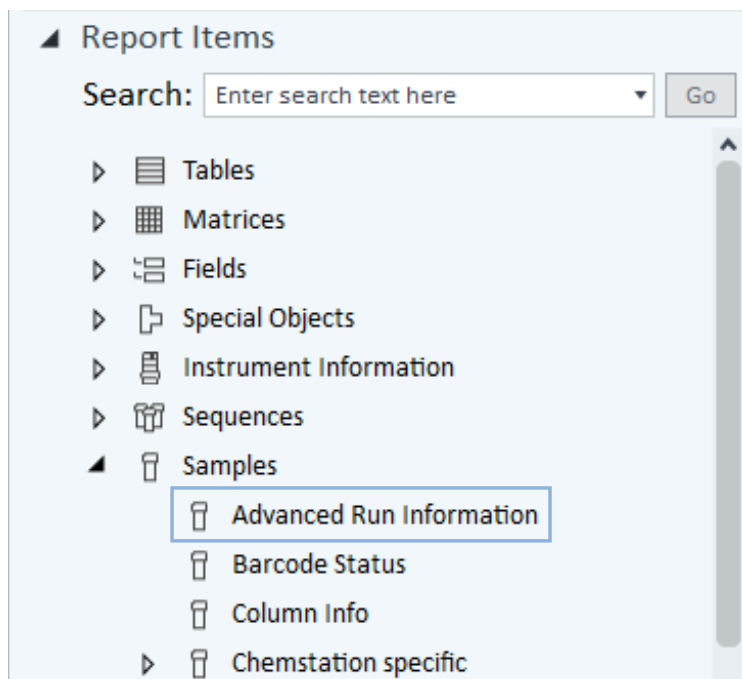 Report Items
Search: Enter search text here Go
Tables
Matrices
Fields
Special Objects
Instrument Information
Sequences
Samples
Advanced Run Information
Barcode Status
Column Info
Chemstation specific